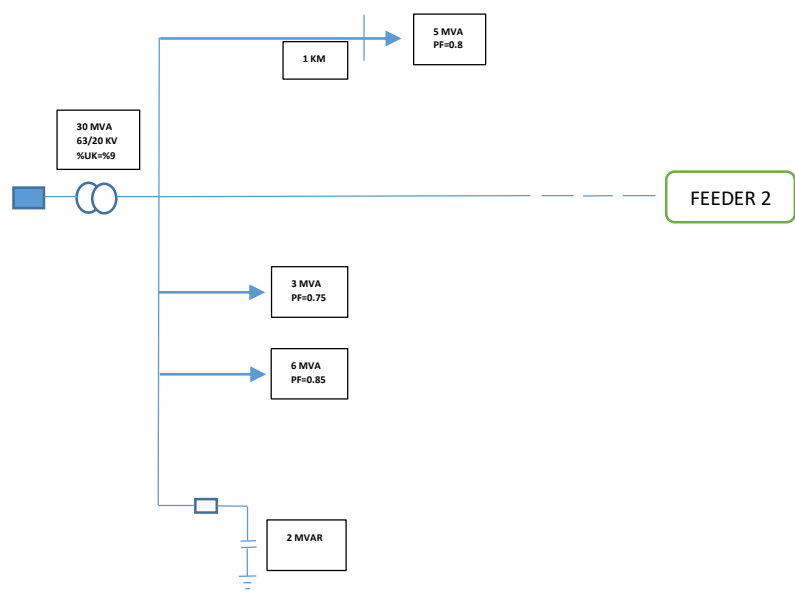 5 MVA
PF=0.8
1 KM
30 MVA
63/20 KV
%UK=%9
FEEDER 2
3 MVA
PF=0.75
6 MVA
PF=0.85
2 MVAR